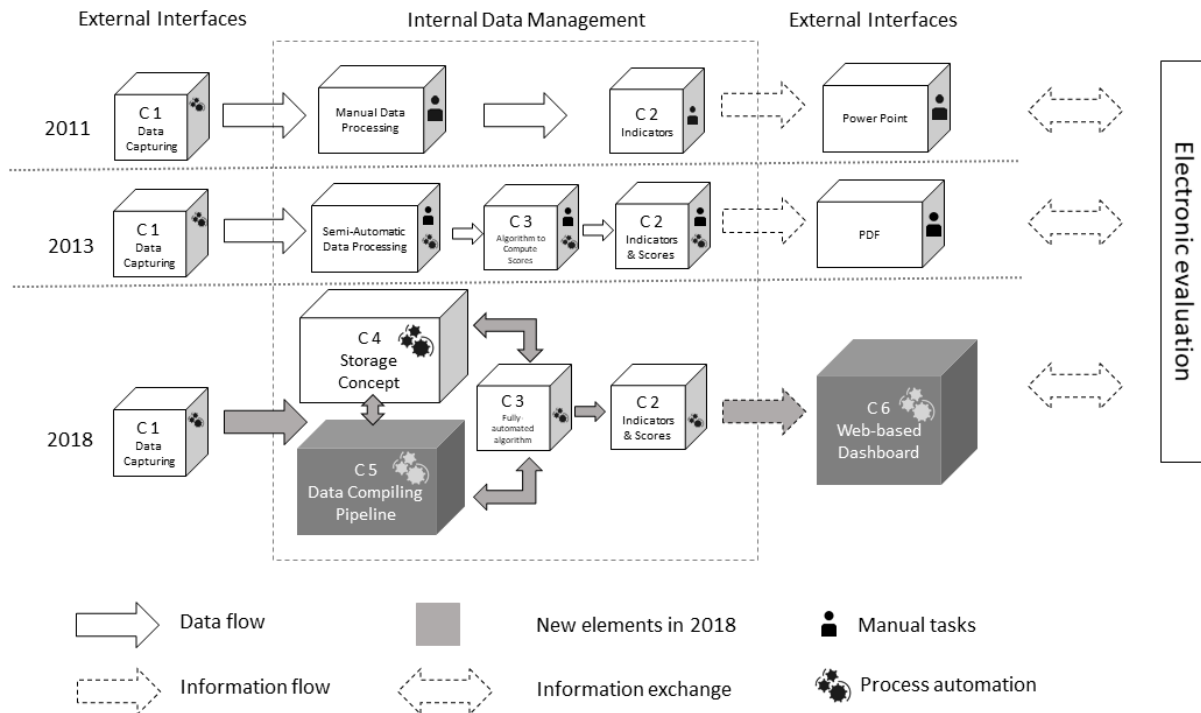 External Interfaces
Internal Data Management
External Interfaces
2011
C 1
Data
Capturing
Manual Data
Processing
C 2
Indicators
Power Point
2013
C 1
Data
Capturing
Semi-Automatic
Data Processing
C 3
Algorithm to
Compute
Scores
C 2
Indicators
& Scores
PDF
2018
C 1
Data
Capturing
C 4
Storage
Concept
C 5
Data Compiling
Pipeline
C 3
Fully-
automated
algorithm
C 2
Indicators
& Scores
C 6
Web-based
Dashboard
Electronic evaluation
Data flow
New elements in 2018
Manual tasks
Information flow
Information exchange
Process automation